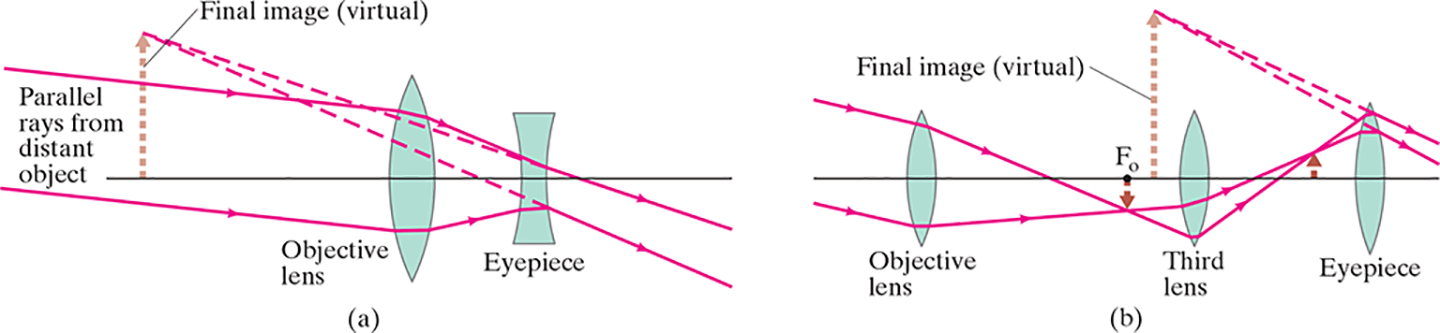 Final image (virtual)
Parallel
rays from
distant
object
Objective
lens
Eyepiece
(a)
Final image (virtual)
Fo
Objective
lens
Third
lens
Eyepiece
(b)